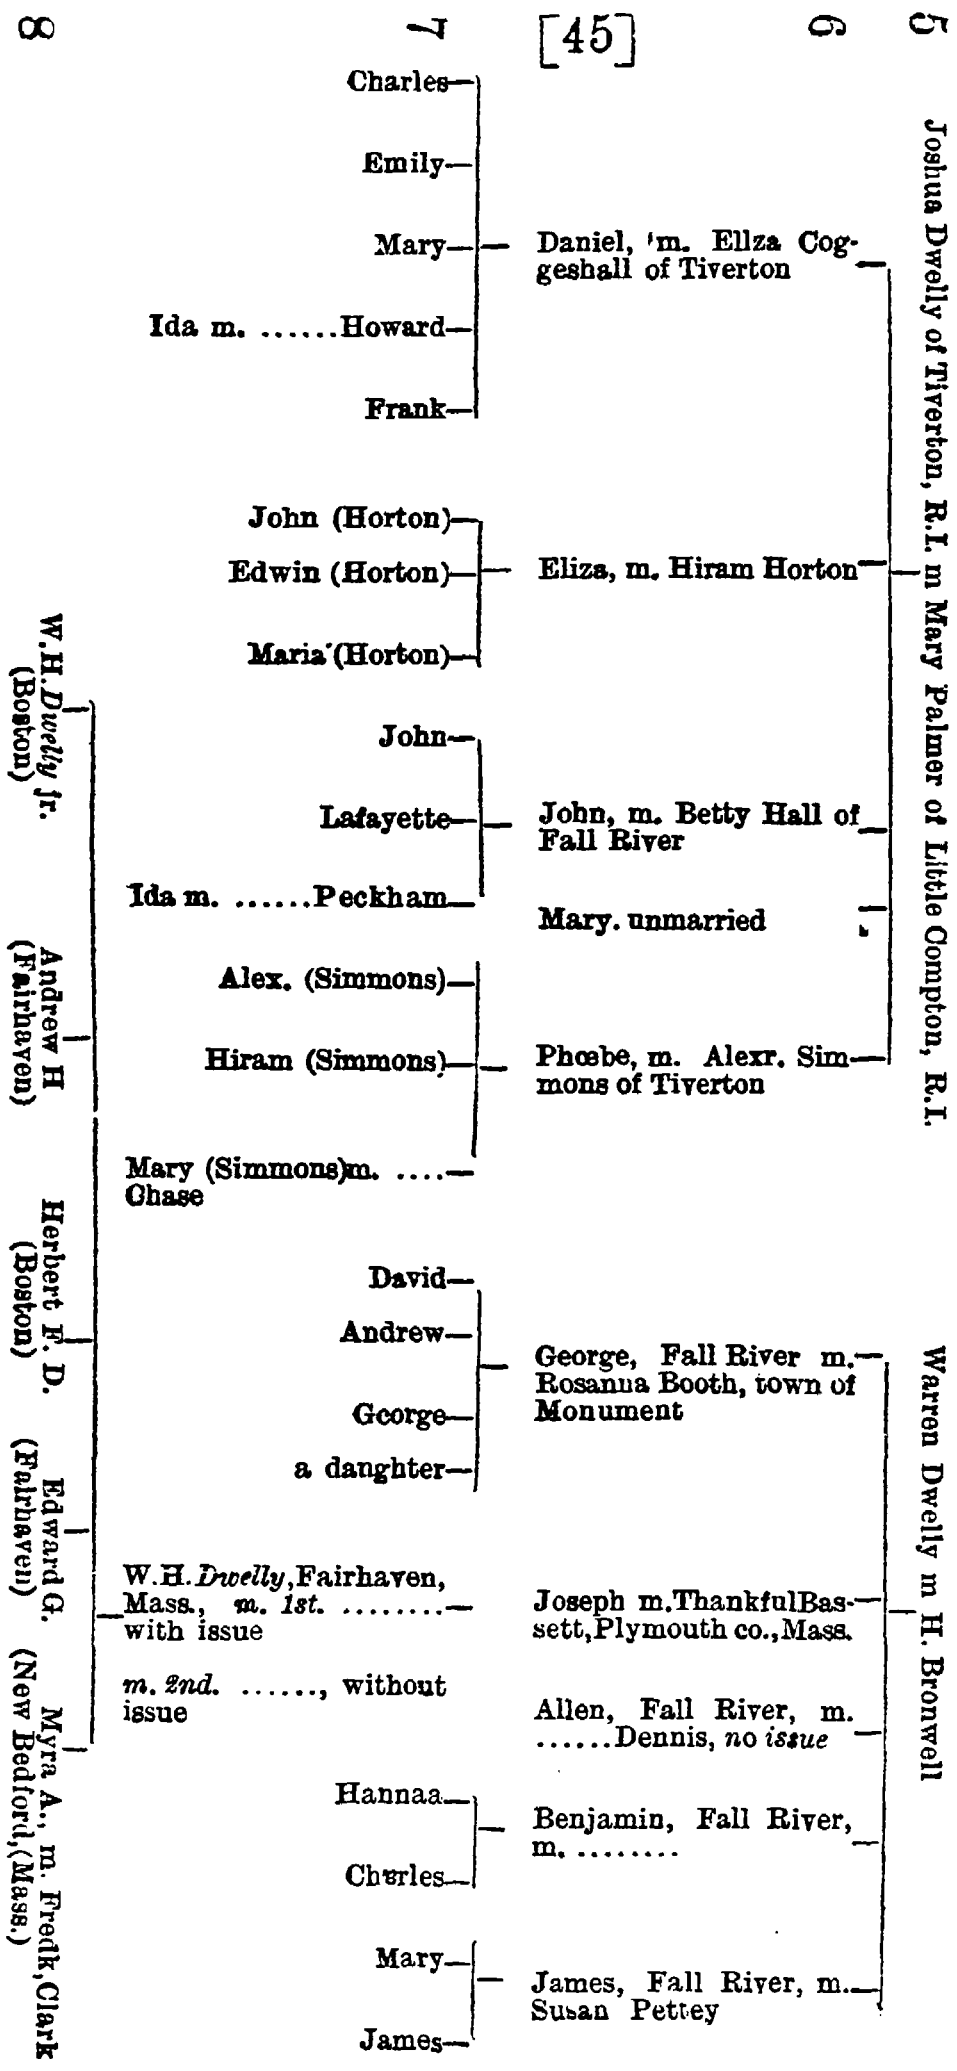 8 7 [45] 6 5
Joshua Dwelly of Tiverton, R.I. m Mary Palmer of Little Compton, R.I.
Daniel, m. Ellza Cog-
geshall of Tiverton
Charles
Emily
Mary
Ida m. ......Howard
Frank
Eliza, m. Hiram Horton
John (Horton)
Edwin (Horton)
Maria (Horton)
John, m. Betty Hall of
Fall River
John
Lafayette
Ida m. ......Peckham
Mary. unmarried
Phœbe, m. Alexr. Sim
mons of Tiverton
Alex. (Simmons)
Hiram (Simmons)
Mary (Simmons)m. ....
Chase
Warren Dwelly m H. Bronwell
George, Fall River m.
Rosanua Booth, town of
Monument
David
Andrew
George
a daughter
Joseph m.ThankfulBas-
sett,Plymouth co.,Mass.
W.H.Dwelly,Fairhaven,
Mass., m. 1st. .........
with issue
m. 2nd. ......, without
issue
Allen, Fall River, m.
......Dennis, no issue
Benjamin, Fall River,
m. ........
Hannaa
Charles
James, Fall River, m.
Susan Pettey
Mary
James
W.H.Dwelly jr.
(Boston)
Andrew H
(Fairhaven)
Herbert F. D.
(Boston)
Edward G.
(Fairhaven)
Myra A., m. Fredk,Clark
(New Bedford,(Mass.)